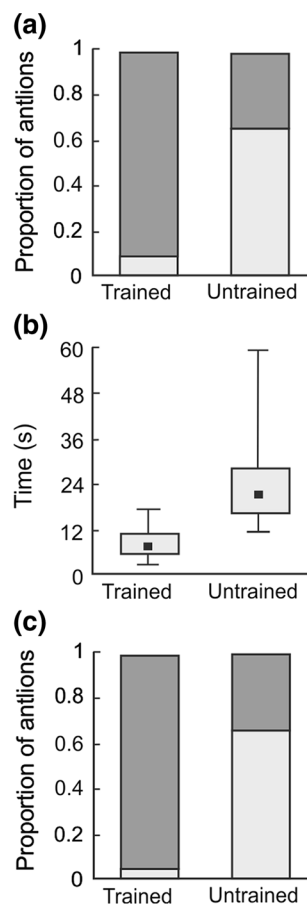 (a)
Proportion of antlions
1
0.8
0.6
0.4
0.2
0
Trained Untrained
(b)
Time (s)
60
48
36
24
12
0
Trained Untrained
(c)
Proportion of antlions
1
0.8
0.6
0.4
0.2
0
Trained Untrained